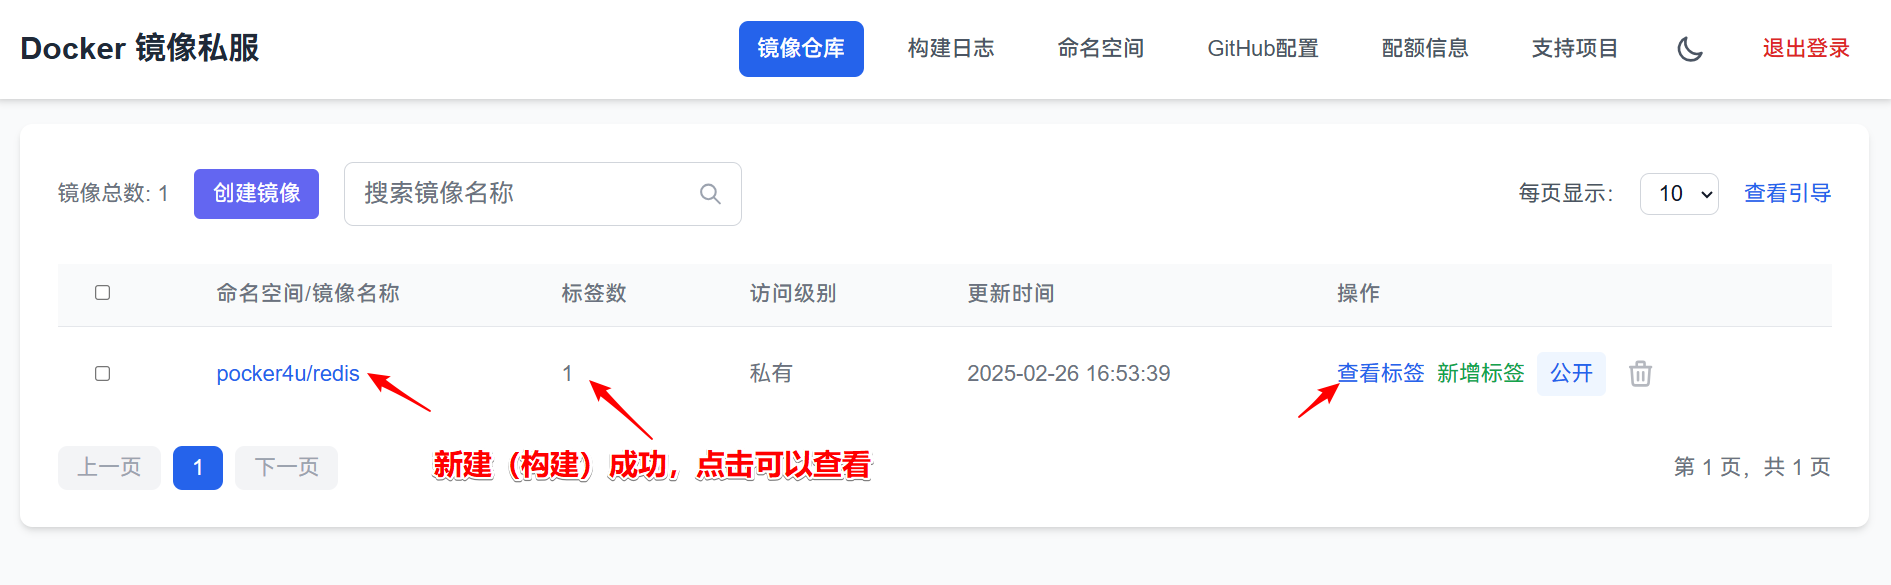 Docker 镜像私服
镜像仓库 构建日志 命名空间 GitHub配置 配额信息 支持项目 退出登录
镜像总数: 1 创建镜像 搜索镜像名称 每页显示: 10 查看引导
命名空间/镜像名称 标签数 访问级别 更新时间 操作
pocker4u/redis 1 私有 2025-02-26 16:53:39 查看标签 新增标签 公开
新建（构建）成功，点击可以查看
上一页 1 下一页 第 1 页，共 1 页